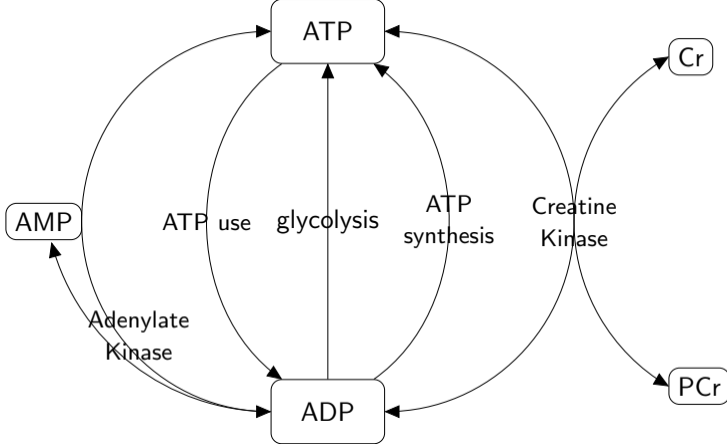 ATP
Cr
AMP
ATP use
glycolysis
ATP
synthesis
Creatine
Kinase
Adenylate
Kinase
ADP
PCr